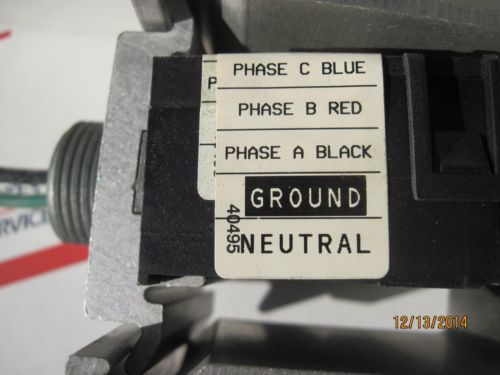 PHASE C BLUE
PHASE B RED
PHASE A BLACK
GROUND
NEUTRAL
40495
P
12/13/2014